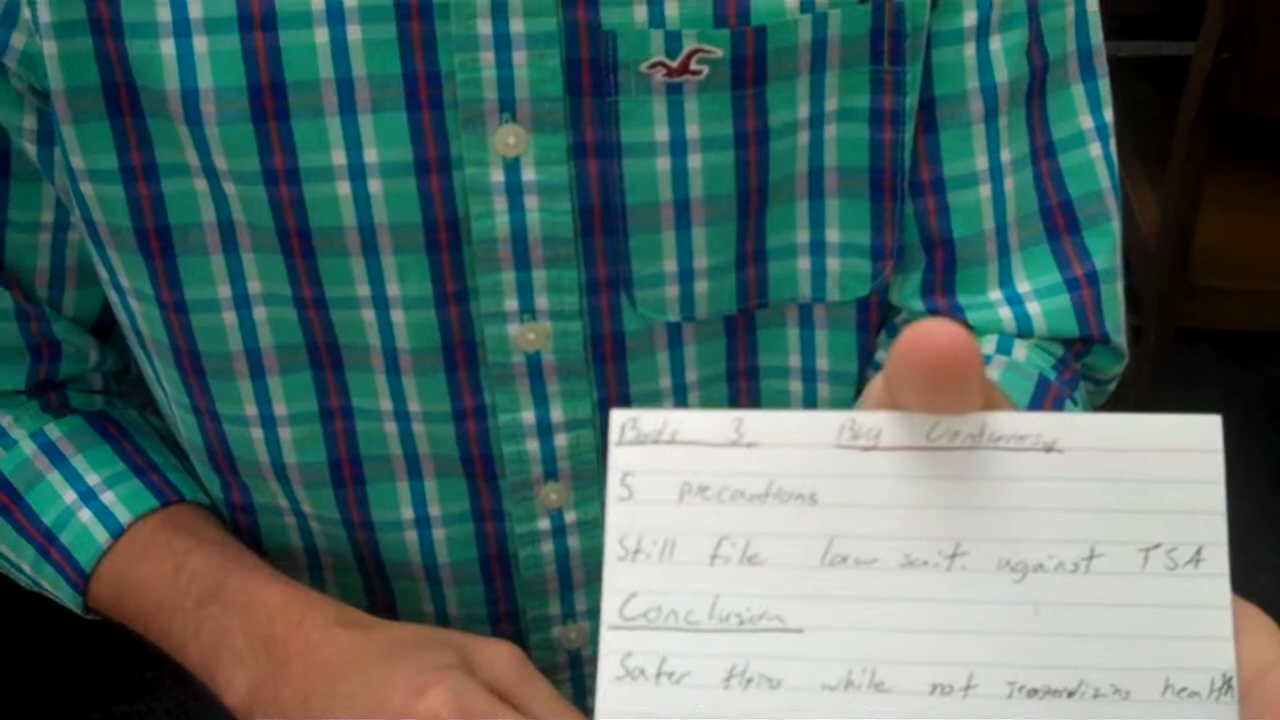 Body 3 Big Controversy
5 precautions
Still file law suit. against TSA
Conclusion
Safer flying while not jeopardizing health